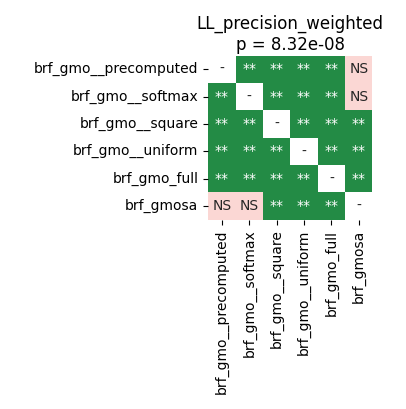 LL_precision_weighted
p = 8.32e-08
brf_gmo__precomputed - ** ** ** ** NS
brf_gmo__softmax ** - ** ** ** NS
brf_gmo__square ** ** - ** ** **
brf_gmo__uniform ** ** ** - ** **
brf_gmo_full ** ** ** ** - **
brf_gmosa NS NS ** ** ** -
brf_gmo__precomputed
brf_gmo__softmax
brf_gmo__square
brf_gmo__uniform
brf_gmo_full
brf_gmosa